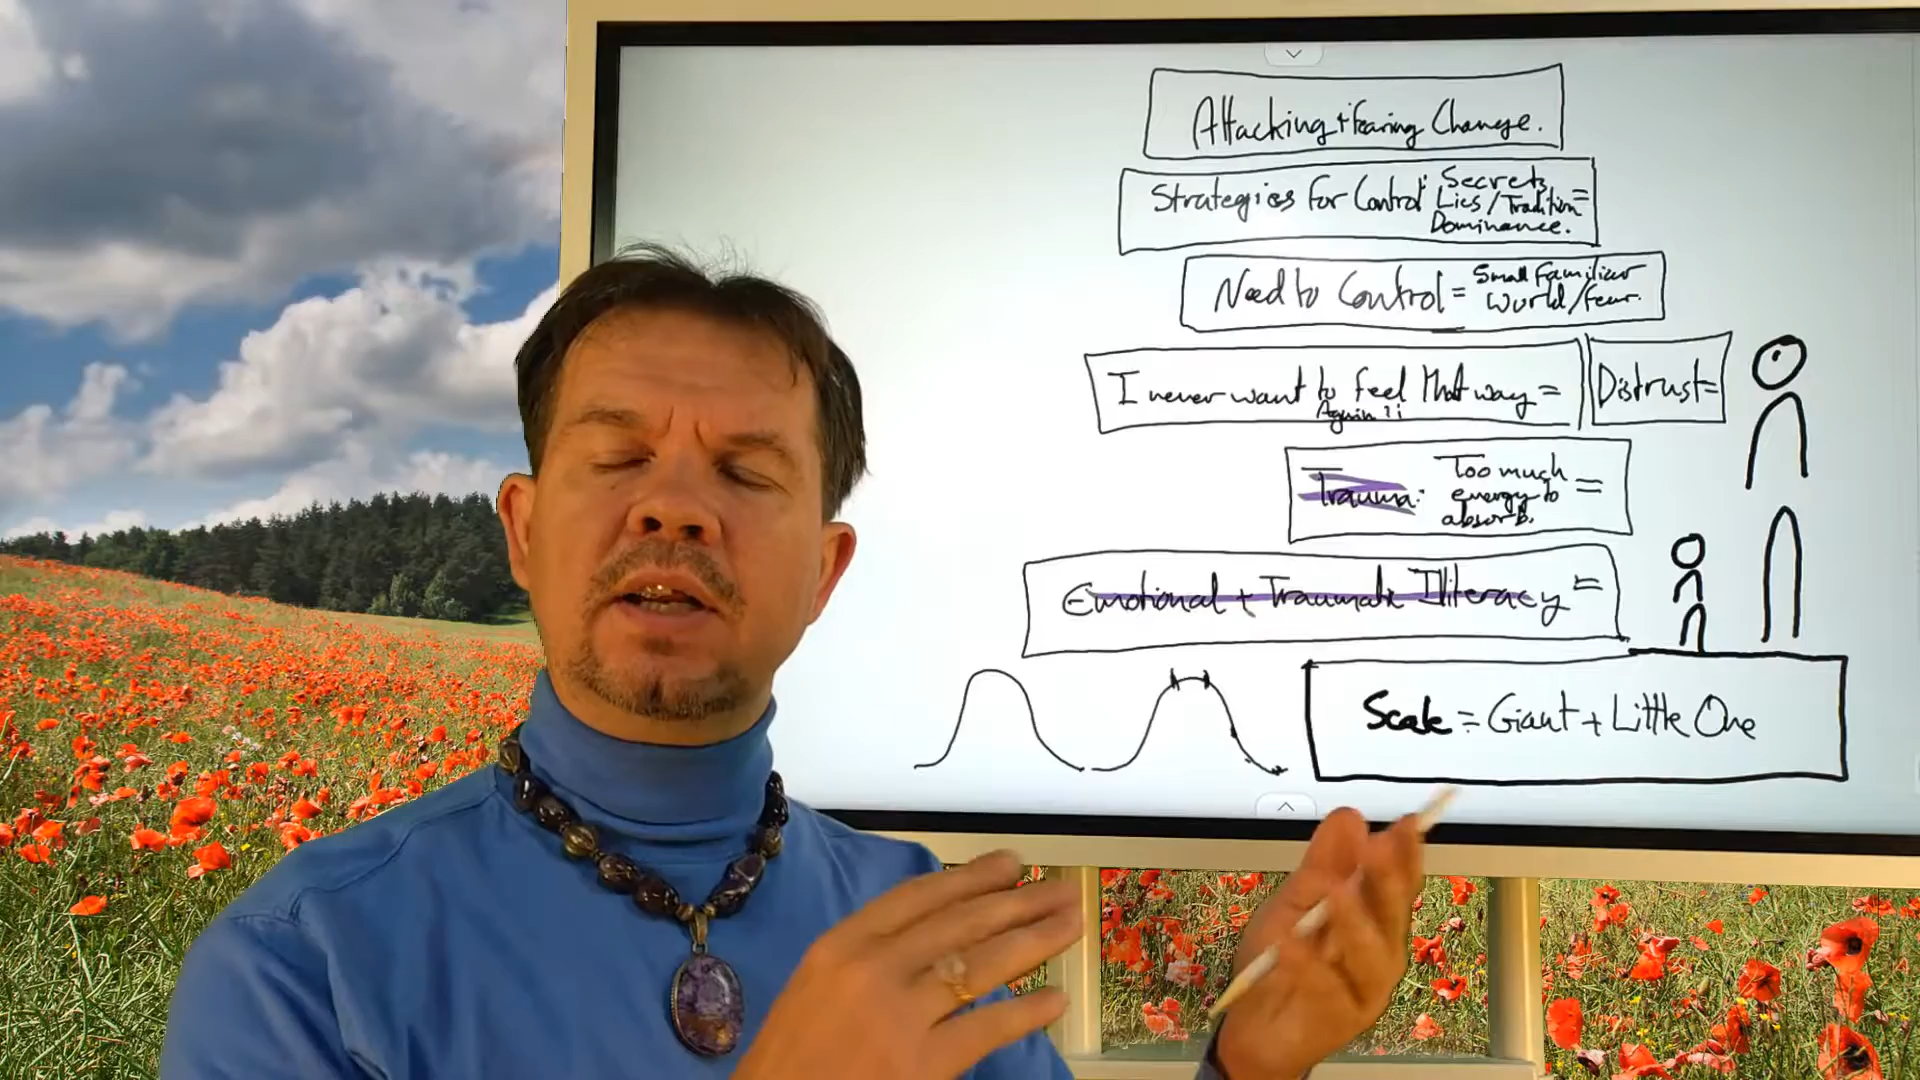 Attacking + Fearing Change.
Strategies for Control: Secrets
Lies / Tradition =
Dominance.
Need to Control = Small familiar
World / Fear.
I never want to feel that way =
Again ? i
Distrust =
Trauma: Too much
energy to
absorb. =
Emotional + Traumatic Illiteracy =
Scale = Giant + Little One